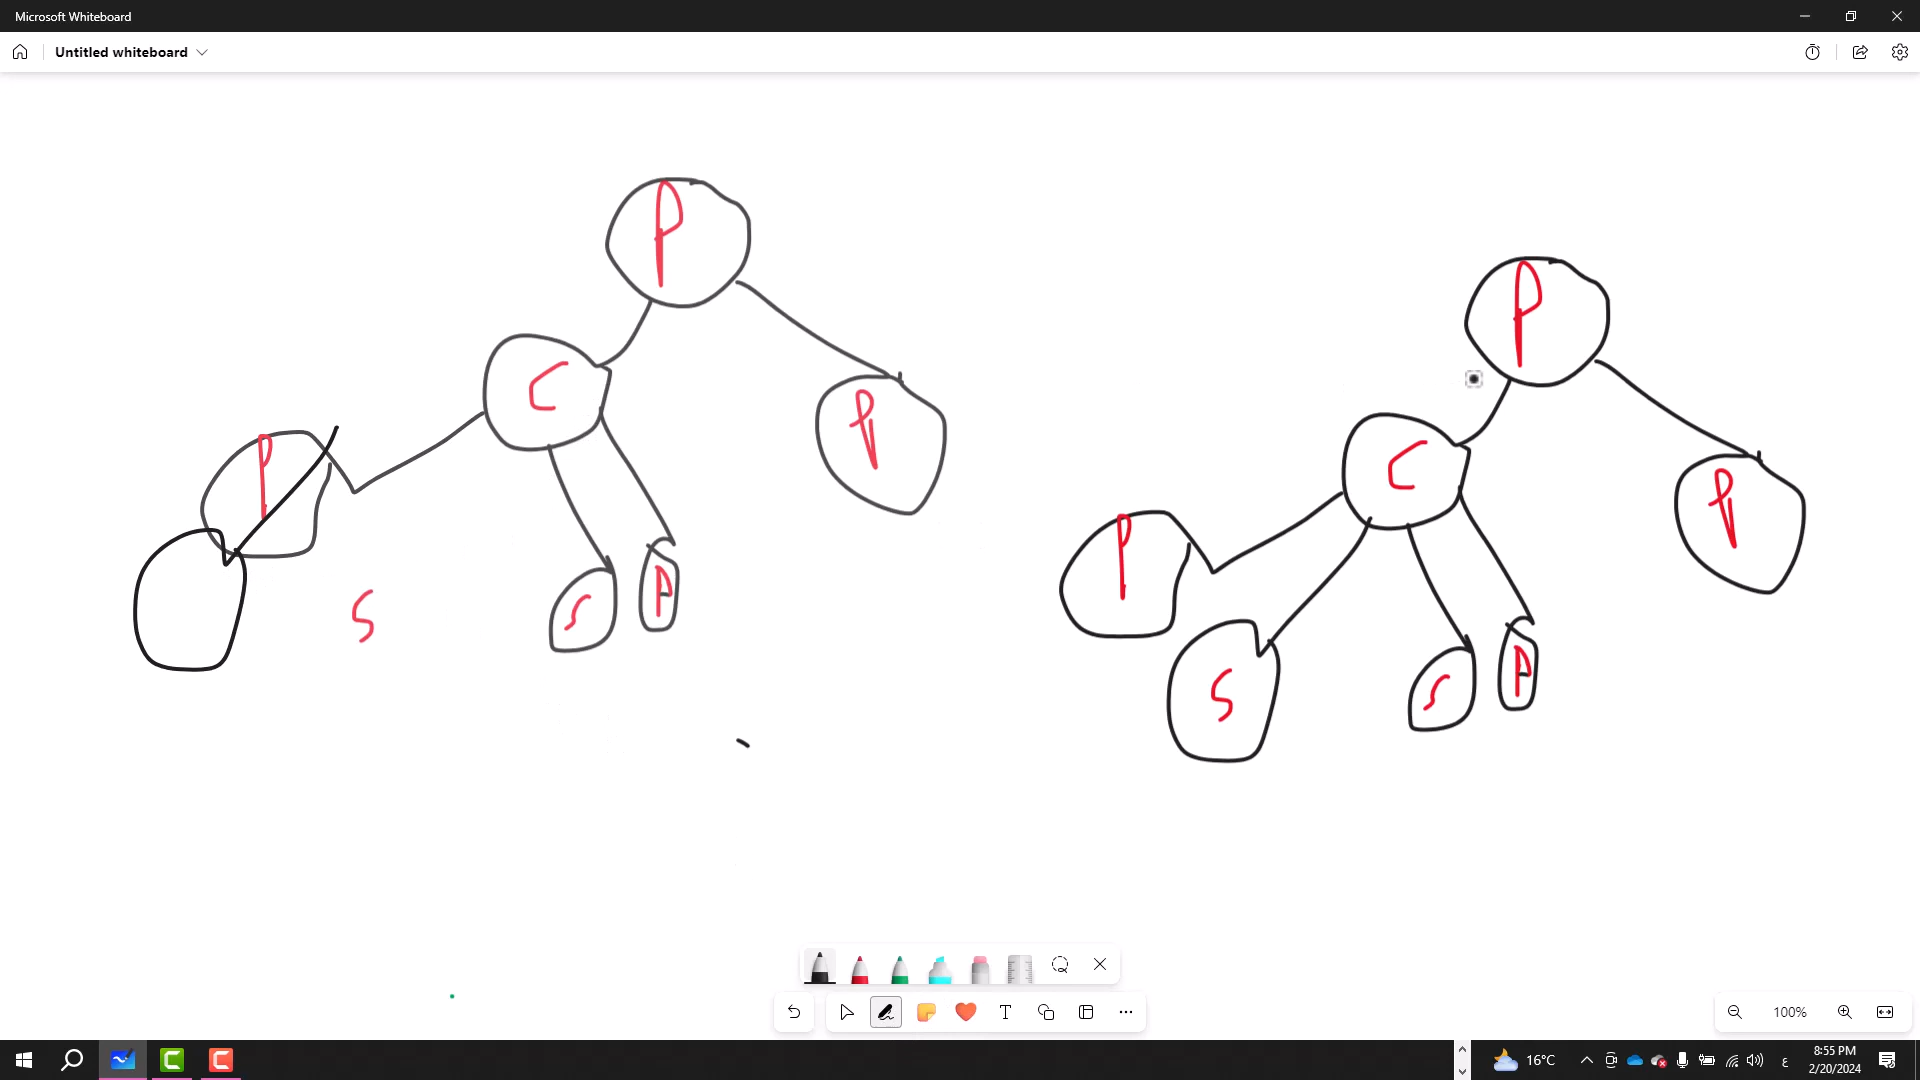 Microsoft Whiteboard
Untitled whiteboard
P
C
P
P
S
S
P
P
C
P
P
S
S
P
100%
16°C
ع
8:55 PM
2/20/2024